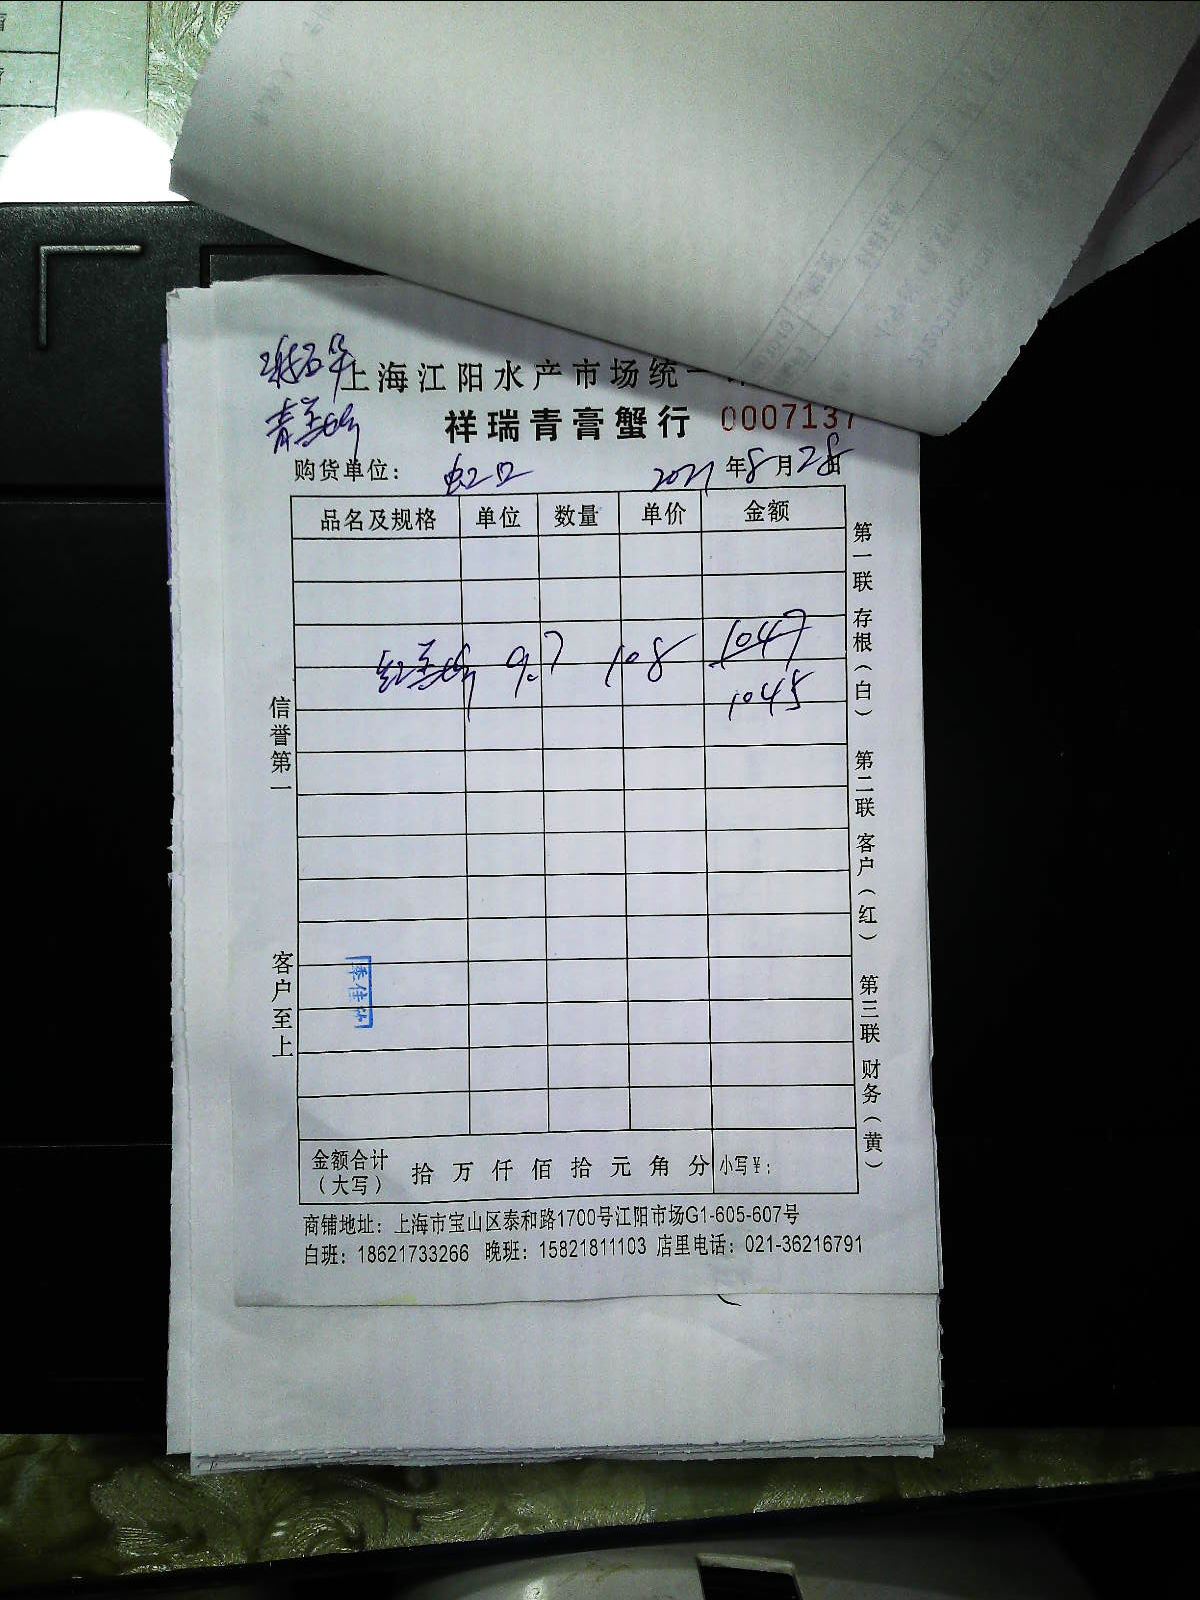 上海江阳水产市场统一
祥瑞青膏蟹行 0007137
购货单位： 虹口 2021年8月28日
品名及规格 单位 数量 单价 金额
9.7 108 1047
1045
信誉第一
客户至上
第一联 存根（白） 第二联 客户（红） 第三联 财务（黄）
金额合计（大写） 拾 万 仟 佰 拾 元 角 分 小写￥：
商铺地址：上海市宝山区泰和路1700号江阳市场G1-605-607号
白班：18621733266 晚班：15821811103 店里电话：021-36216791